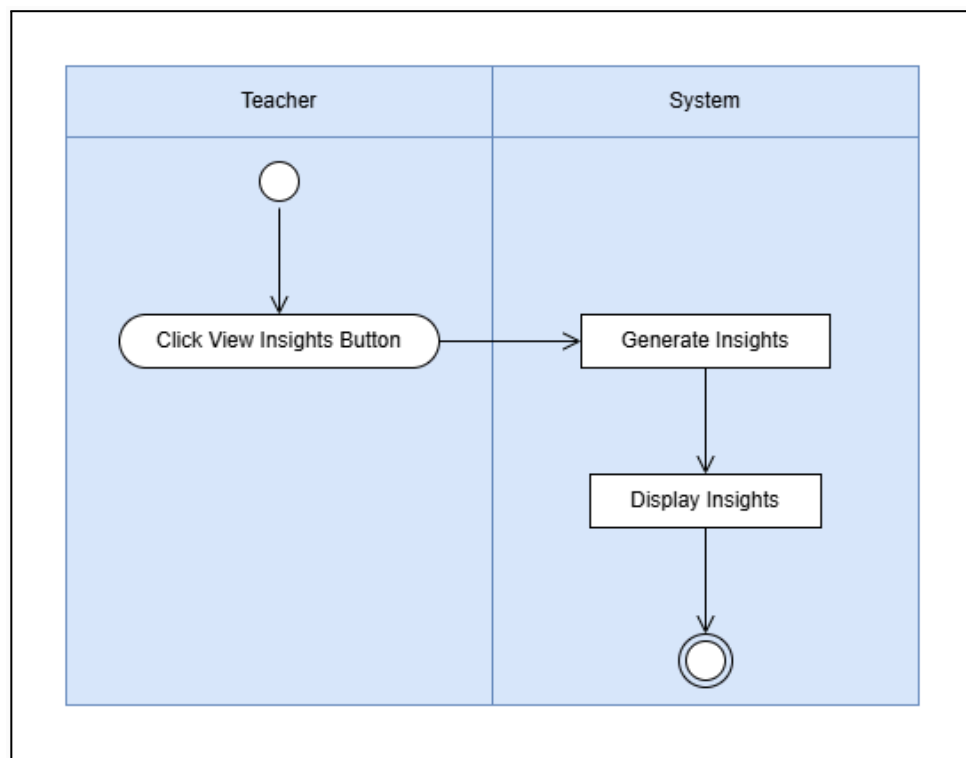 Teacher
System
Click View Insights Button
Generate Insights
Display Insights